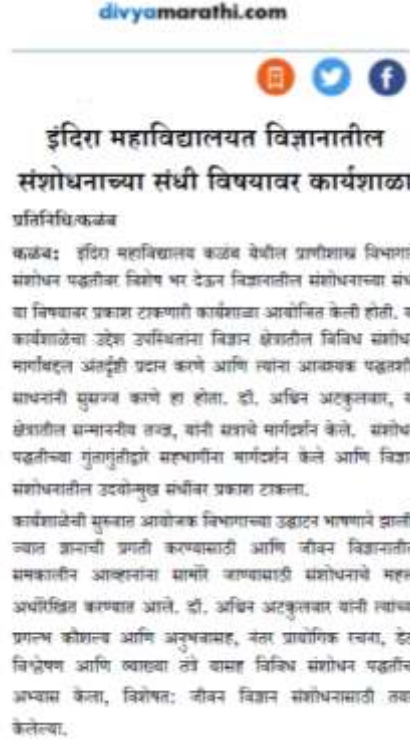 divyamarathi.com
इंदिरा महाविद्यालयत विज्ञानातील
संशोधनाच्या संधी विषयावर कार्यशाळा
प्रतिनिधि/कळंब
कळंब: इंदिरा महाविद्यालय कळंब येथील प्राणीशास्त्र विभागा
संशोधन पद्धतीवर विशेष भर देऊन विज्ञानातील संशोधनाच्या संध
या विषयावर प्रकाश टाकणारी कार्यशाळा आयोजित केली होती.
कार्यशाळेचा उद्देश उपस्थितांना विज्ञान क्षेत्रातील विविध संशोध
मार्गांबद्दल अंतर्दृष्टी प्रदान करणे आणि त्यांना आवश्यक पद्धतशी
साधनांनी सुसज्ज करणे हा होता. डॉ. अश्विन अटकुलवार,
क्षेत्रातील सन्माननीय तज्ज्ञ, यांनी सत्राचे मार्गदर्शन केले. संशोध
पद्धतीच्या गुंतागुंतीद्वारे सहभागींना मार्गदर्शन केले आणि विज्ञा
संशोधनातील उदयोन्मुख संधींवर प्रकाश टाकला.
कार्यशाळेची सुरुवात आयोजक विभागाच्या उद्घाटन भाषणाने झाली
ज्यात ज्ञानाची प्रगती करण्यासाठी आणि जीवन विज्ञानाती
समकालीन आव्हानांना सामोरे जाण्यासाठी संशोधनाचे महत
अधोरेखित करण्यात आले. डॉ. अश्विन अटकुलवार यांनी त्यांच्य
प्रगल्भ कौशल्य आणि अनुभवासह, नंतर प्रायोगिक रचना, डेट
विश्लेषण आणि व्याख्या तंत्रे यासह विविध संशोधन पद्धतींच
अभ्यास केला, विशेषत: जीवन विज्ञान संशोधनासाठी तया
केलेल्या.